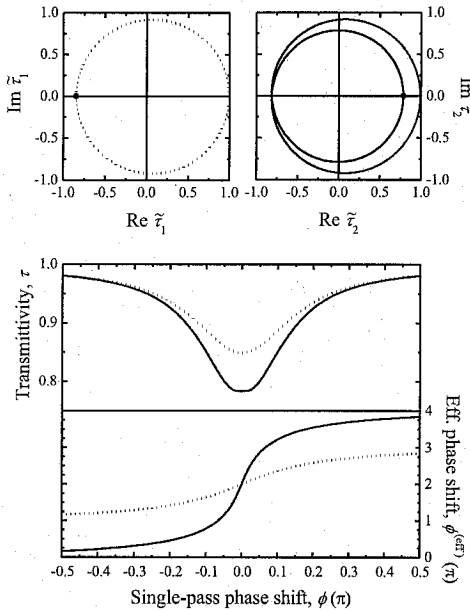 1.0
0.5
0.0
-0.5
-1.0
Im τ̃₁
-1.0 -0.5 0.0 0.5 1.0
Re τ̃₁
1.0
0.5
0.0
-0.5
-1.0
Im τ̃₂
-1.0 -0.5 0.0 0.5 1.0
Re τ̃₂
1.0
0.9
0.8
Transmittivity, τ
4
3
2
1
0
Eff. phase shift, ϕ⁽ᵉᶠᶠ⁾ (π)
-0.5 -0.4 -0.3 -0.2 -0.1 0.0 0.1 0.2 0.3 0.4 0.5
Single-pass phase shift, ϕ (π)